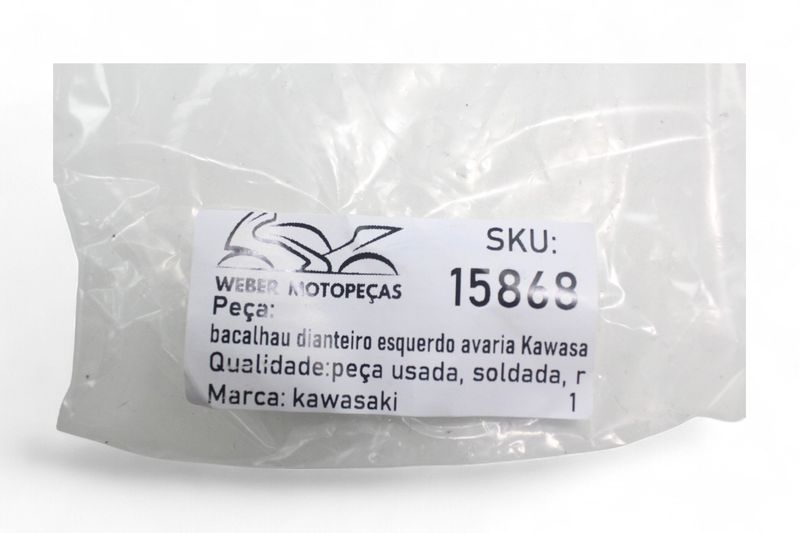 SKU:
WEBER MOTOPEÇAS
15868
Peça:
bacalhau dianteiro esquerdo avaria Kawasa
Qualidade:peça usada, soldada, r
Marca: kawasaki 1